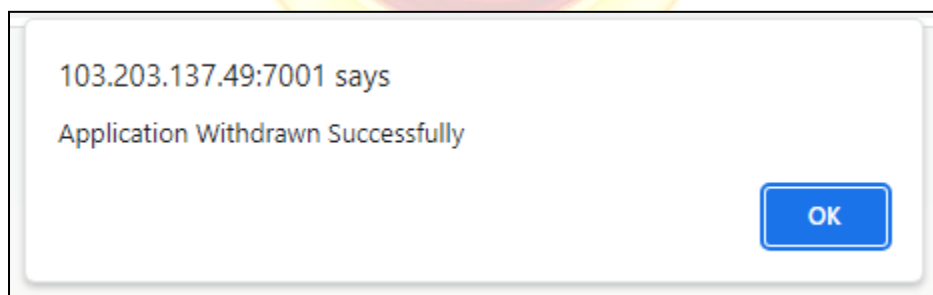 103.203.137.49:7001 says
Application Withdrawn Successfully
OK